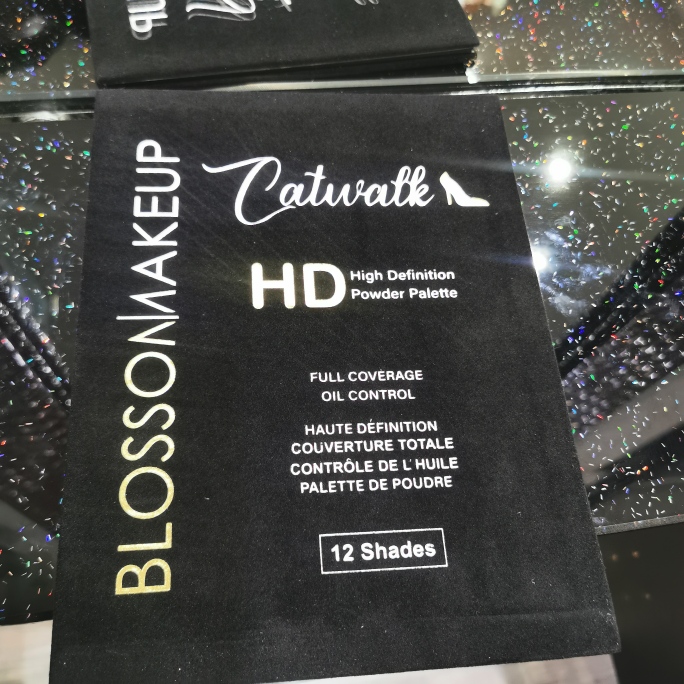 BLOSSOMMAKEUP
Catwalk
HD High Definition
Powder Palette
FULL COVERAGE
OIL CONTROL
HAUTE DÉFINITION
COUVERTURE TOTALE
CONTRÔLE DE L'HUILE
PALETTE DE POUDRE
12 Shades